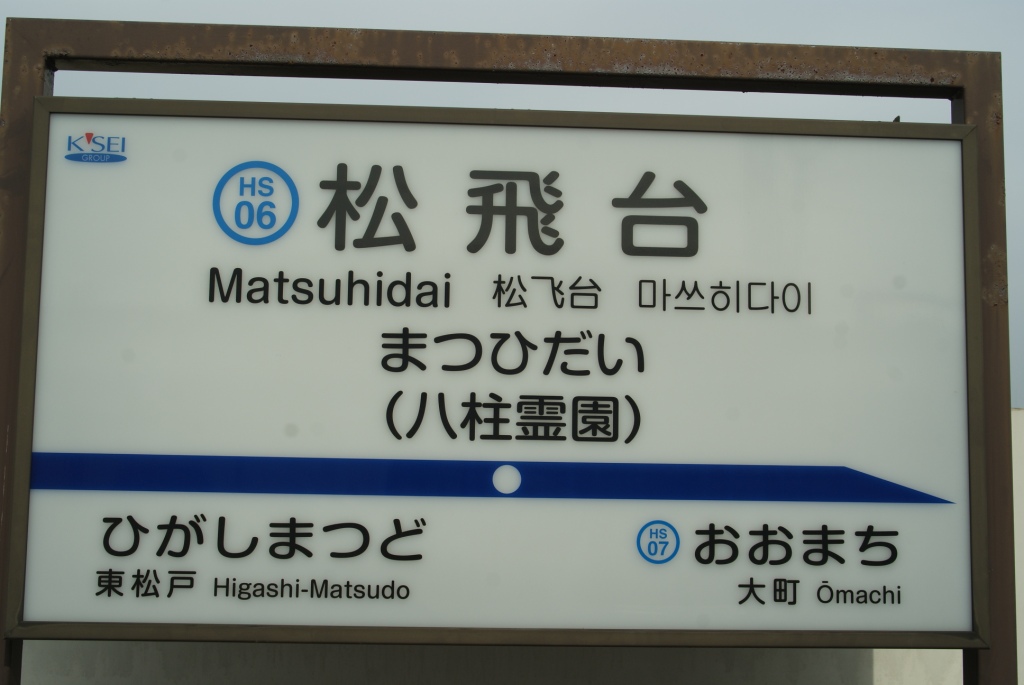 K'SEI
GROUP
HS
06
松飛台
Matsuhidai 松飞台 마쓰히다이
まつひだい
(八柱霊園)
ひがしまつど
東松戸 Higashi-Matsudo
HS
07
おおまち
大町 Ōmachi